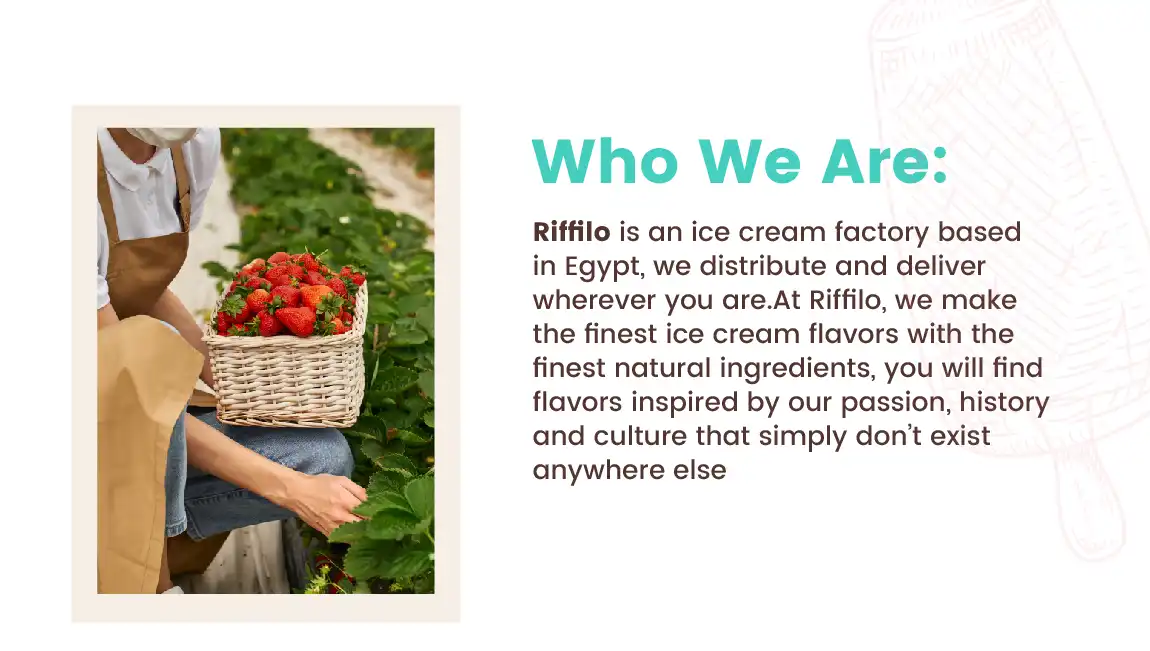 Who We Are:
Riffilo is an ice cream factory based
in Egypt, we distribute and deliver
wherever you are.At Riffilo, we make
the finest ice cream flavors with the
finest natural ingredients, you will find
flavors inspired by our passion, history
and culture that simply don't exist
anywhere else